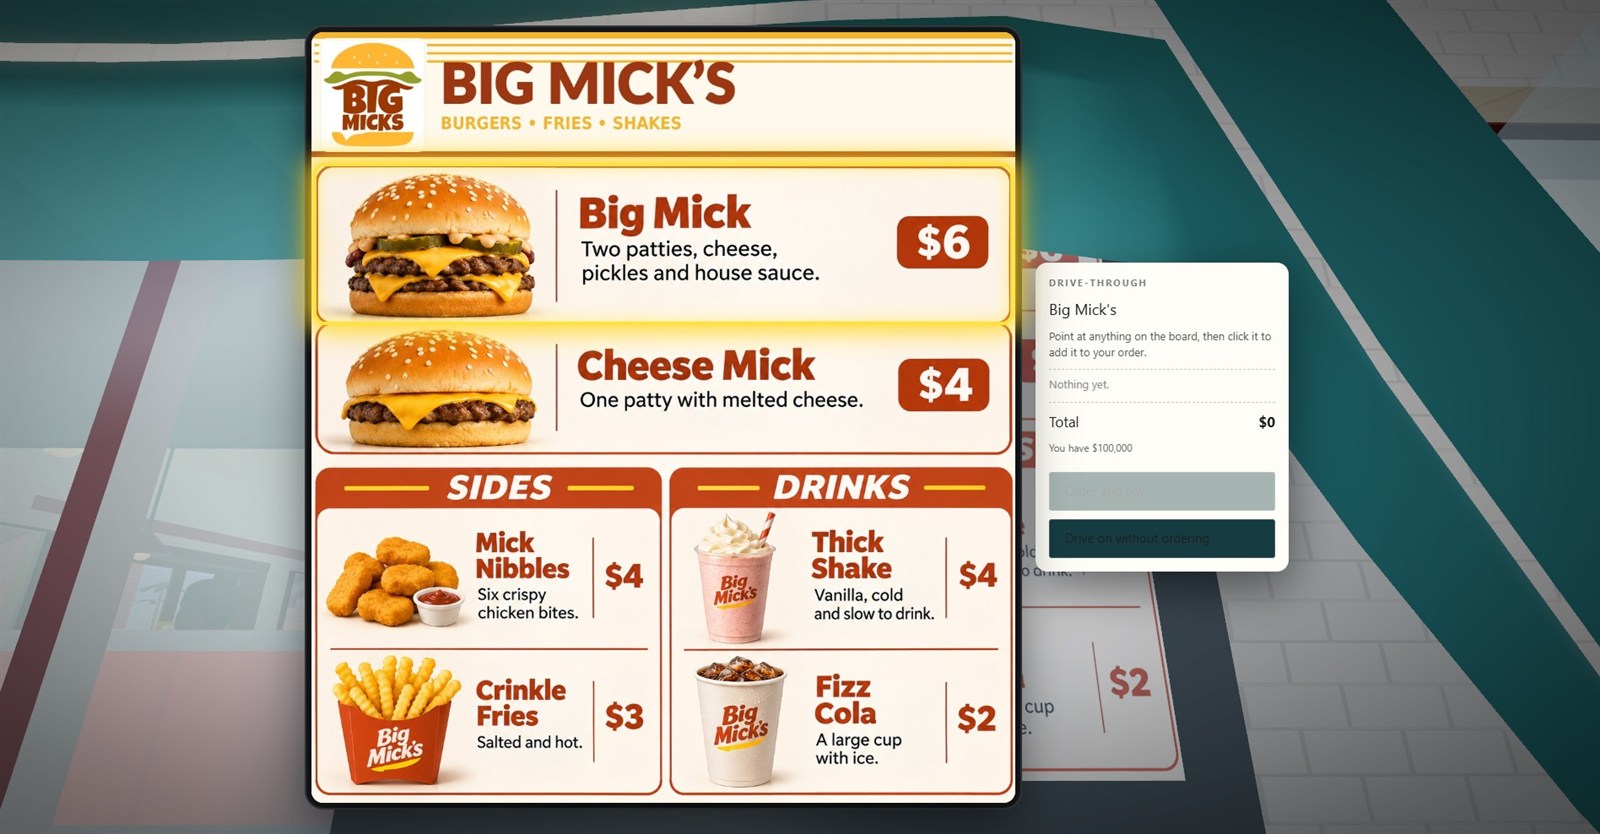 BIG
MICKS
BIG MICK'S
BURGERS • FRIES • SHAKES
Big Mick
Two patties, cheese,
pickles and house sauce.
$6
Cheese Mick
One patty with melted cheese.
$4
SIDES
Mick
Nibbles
Six crispy
chicken bites.
$4
Crinkle
Fries
Salted and hot.
$3
Big
Mick's
DRINKS
Big
Mick's
Thick
Shake
Vanilla, cold
and slow to drink.
$4
Big
Mick's
Fizz
Cola
A large cup
with ice.
$2
DRIVE-THROUGH
Big Mick's
Point at anything on the board, then click it to
add it to your order.
Nothing yet.
Total $0
You have $100,000
Order and pay
Drive on without ordering
o drink.
$2
cup